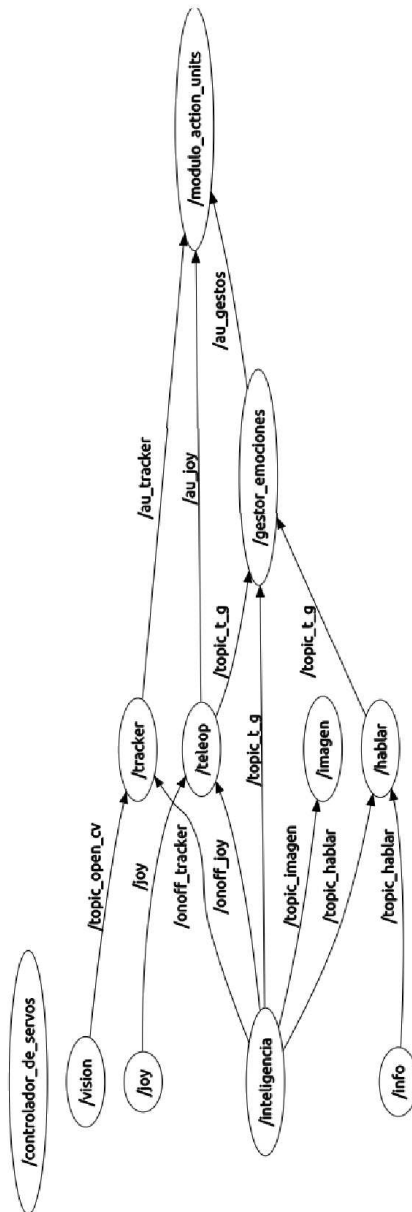 /controlador_de_servos
/vision
/topic_open_cv
/tracker
/au_tracker
/modulo_action_units
/joy
/joy
/onoff_tracker
/teleop
/au_joy
/onoff_joy
/topic_t_g
/au_gestos
/inteligencia
/topic_t_g
/gestor_emociones
/topic_imagen
/imagen
/topic_hablar
/topic_t_g
/hablar
/info
/topic_hablar